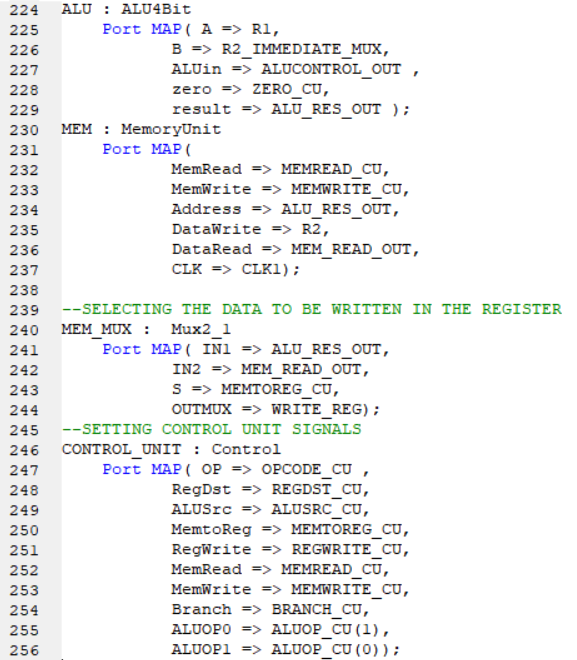 224 ALU : ALU4Bit
225 Port MAP( A => R1,
226 B => R2_IMMEDIATE_MUX,
227 ALUin => ALUCONTROL_OUT ,
228 zero => ZERO_CU,
229 result => ALU_RES_OUT );
230 MEM : MemoryUnit
231 Port MAP(
232 MemRead => MEMREAD_CU,
233 MemWrite => MEMWRITE_CU,
234 Address => ALU_RES_OUT,
235 DataWrite => R2,
236 DataRead => MEM_READ_OUT,
237 CLK => CLK1);
238
239 --SELECTING THE DATA TO BE WRITTEN IN THE REGISTER
240 MEM_MUX : Mux2_1
241 Port MAP( IN1 => ALU_RES_OUT,
242 IN2 => MEM_READ_OUT,
243 S => MEMTOREG_CU,
244 OUTMUX => WRITE_REG);
245 --SETTING CONTROL UNIT SIGNALS
246 CONTROL_UNIT : Control
247 Port MAP( OP => OPCODE_CU ,
248 RegDst => REGDST_CU,
249 ALUSrc => ALUSRC_CU,
250 MemtoReg => MEMTOREG_CU,
251 RegWrite => REGWRITE_CU,
252 MemRead => MEMREAD_CU,
253 MemWrite => MEMWRITE_CU,
254 Branch => BRANCH_CU,
255 ALUOP0 => ALUOP_CU(1),
256 ALUOP1 => ALUOP_CU(0));